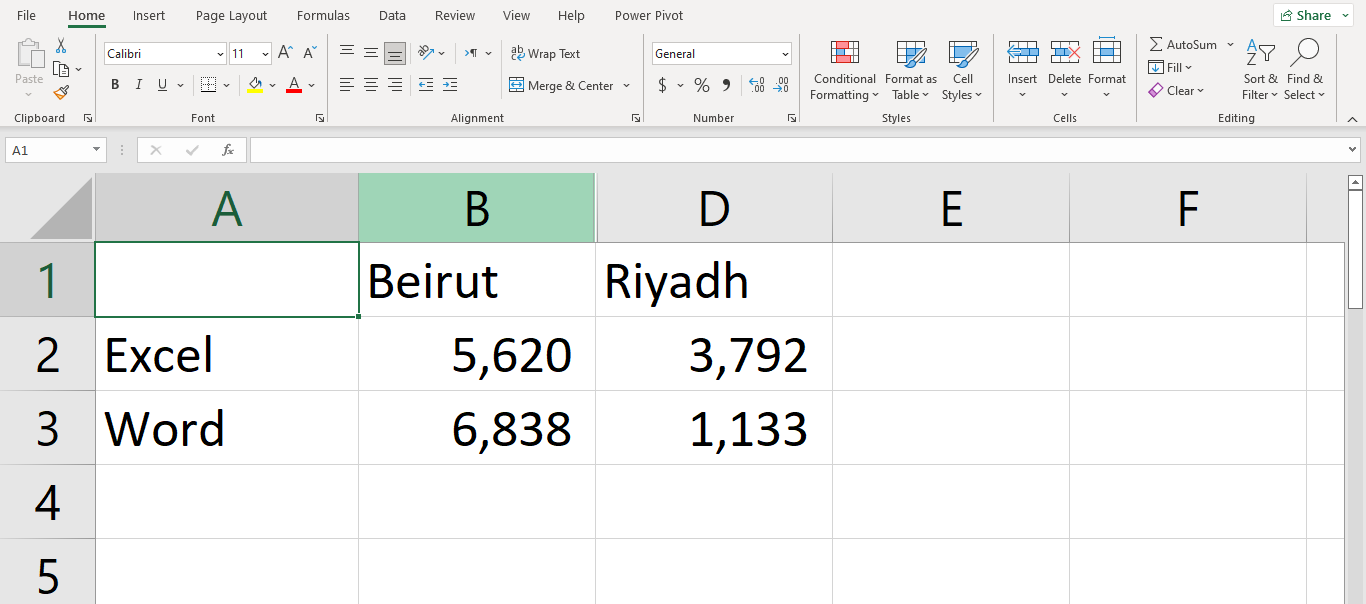 File Home Insert Page Layout Formulas Data Review View Help Power Pivot Share
Calibri 11 ab Wrap Text General AutoSum
Paste Conditional Format as Cell Insert Delete Format Fill Sort & Find &
B I U Merge & Center $ % Formatting Table Styles Clear Filter Select
Clipboard Font Alignment Number Styles Cells Editing
A1 fx
A B D E F
1 Beirut Riyadh
2 Excel 5,620 3,792
3 Word 6,838 1,133
4
5